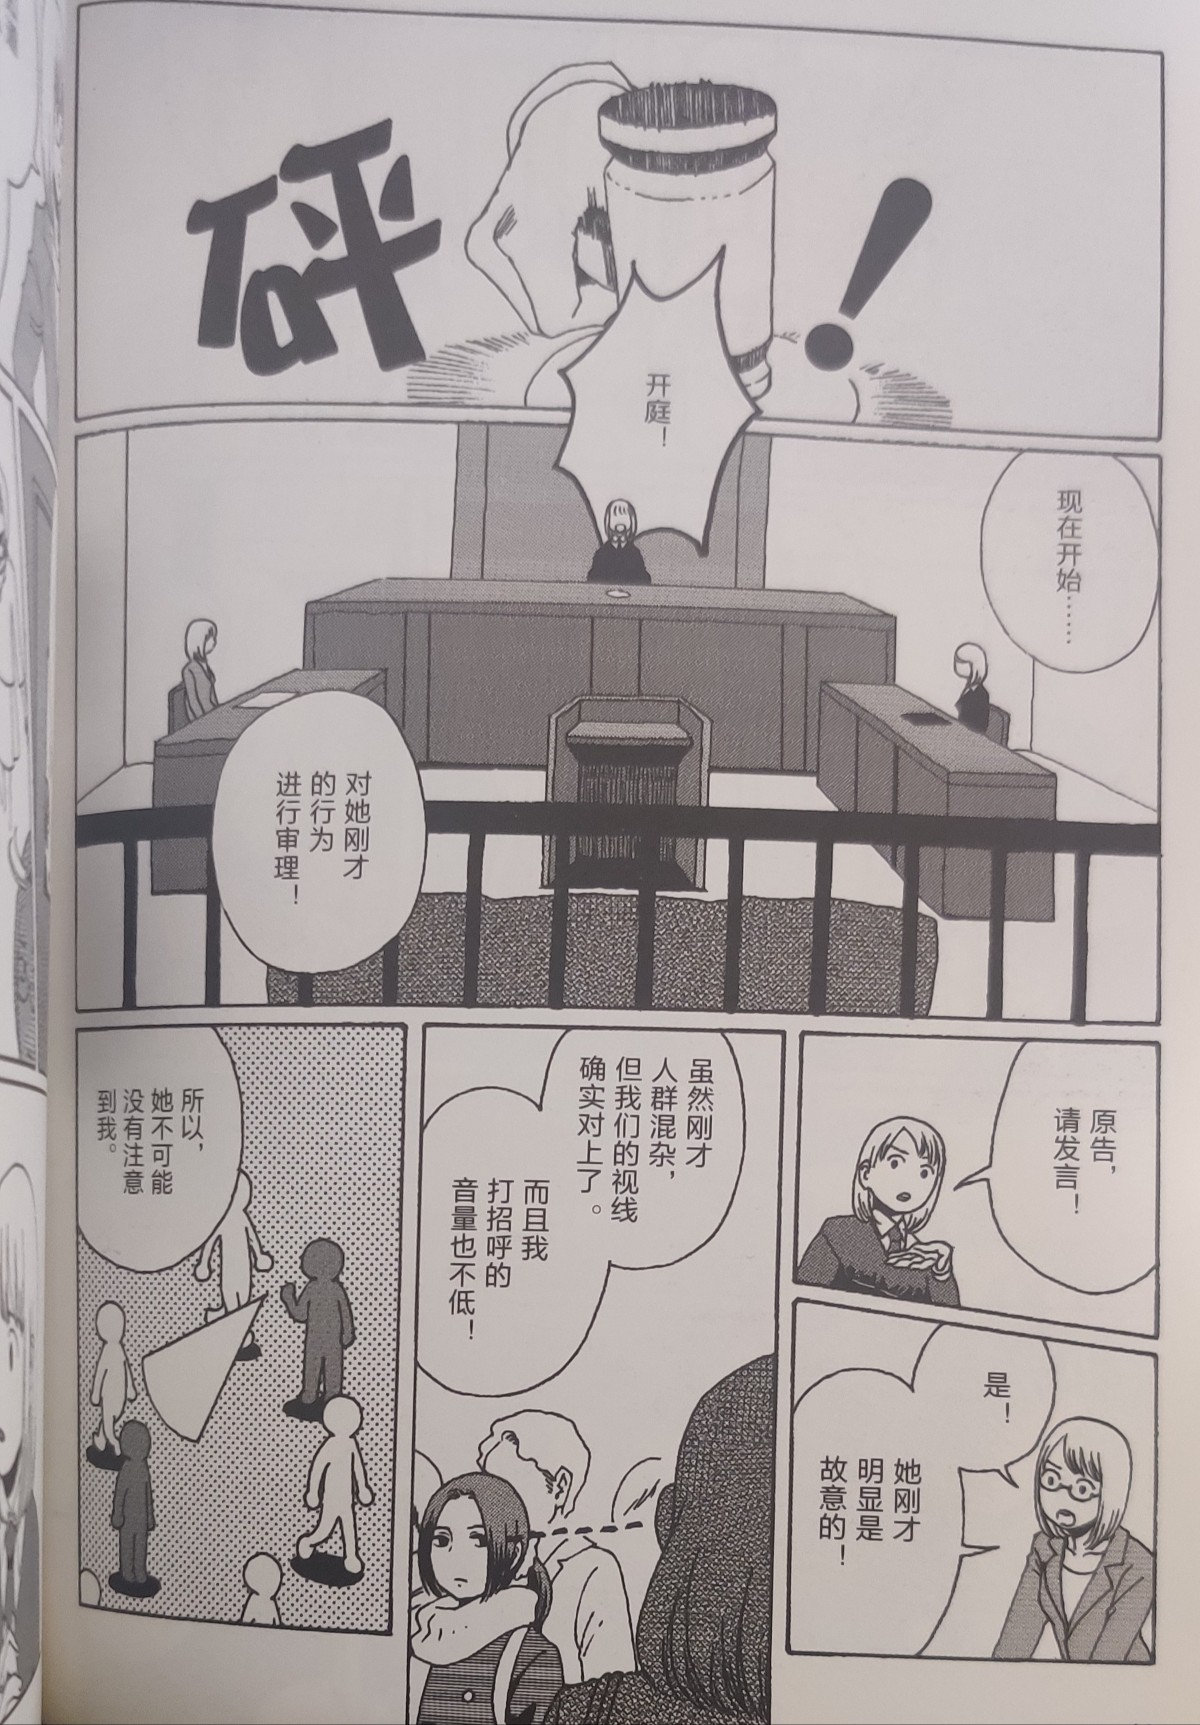 砰！
开庭！
现在开始……
对她刚才
的行为
进行审理！
原告，
请发言！
是！
她刚才
明显是
故意的！
虽然刚才
人群混杂，
但我们的视线
确实对上了。
而且我
打招呼的
音量也不低！
所以，
她不可能
没有注意
到我。